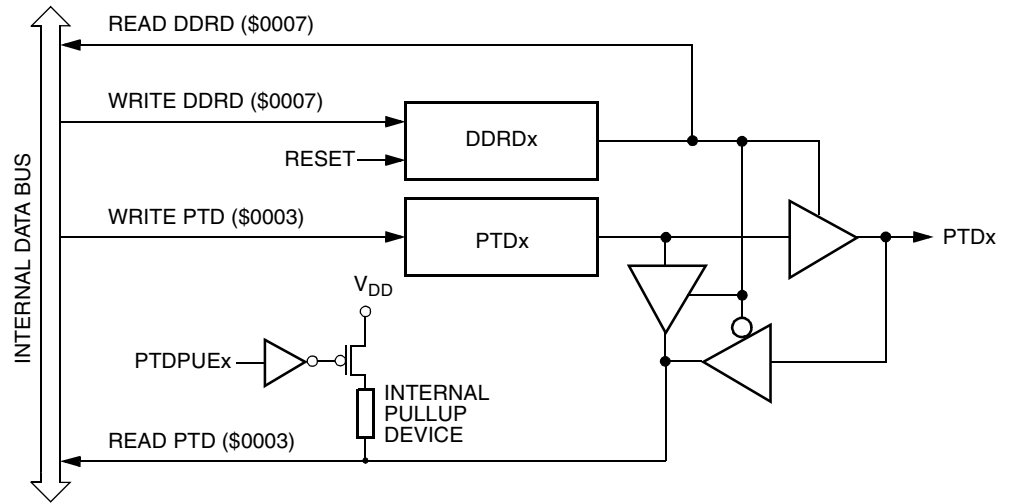 READ DDRD ($0007)
WRITE DDRD ($0007)
DDRDx
RESET
WRITE PTD ($0003)
PTDx
PTDx
INTERNAL DATA BUS
VDD
PTDPUEx
INTERNAL
PULLUP
DEVICE
READ PTD ($0003)